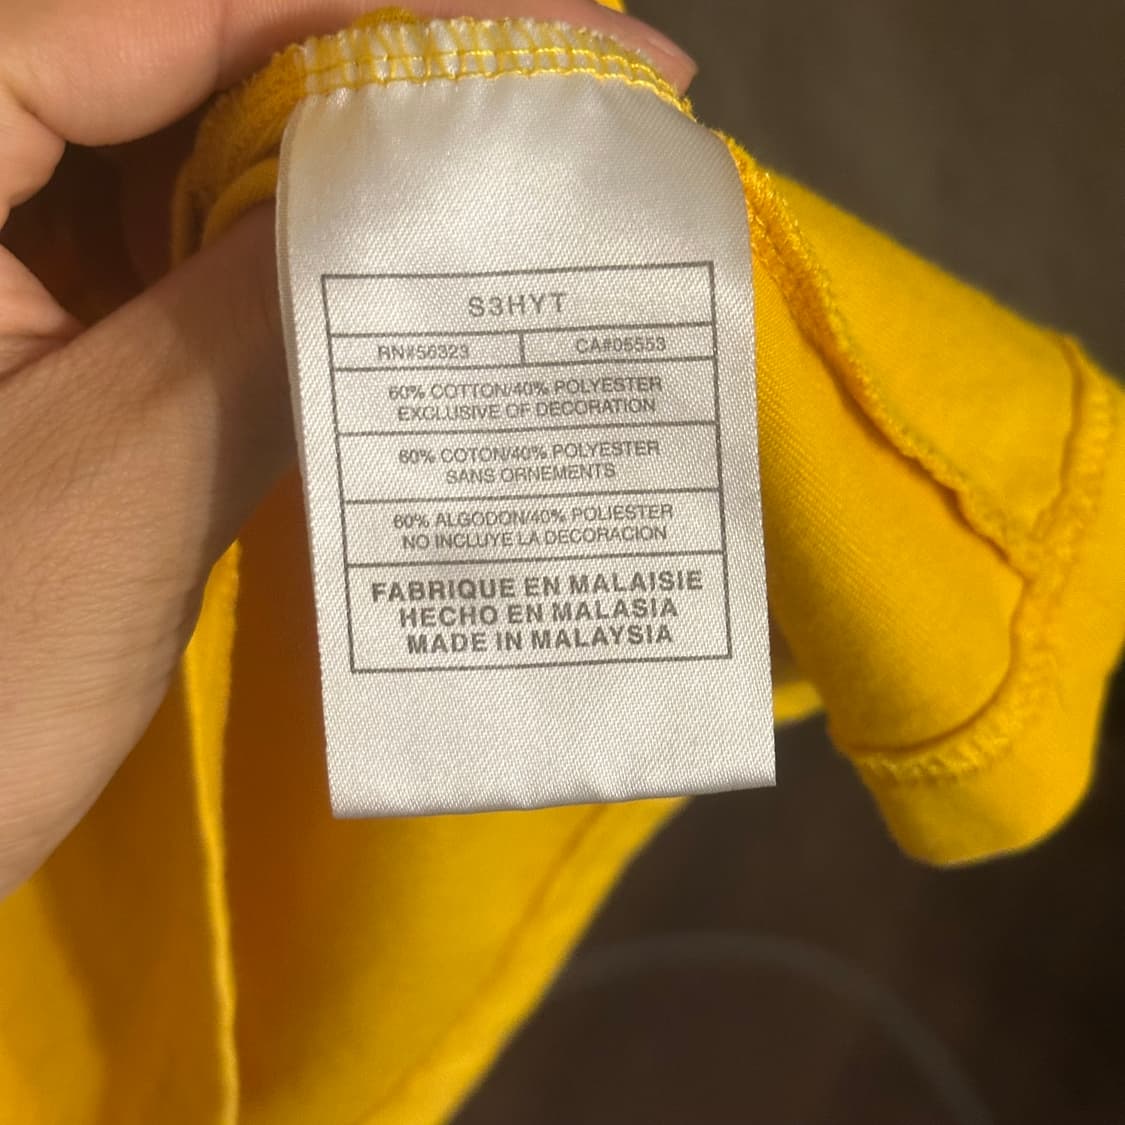 S3HYT
RN#56323 CA#05553
60% COTTON/40% POLYESTER
EXCLUSIVE OF DECORATION
60% COTON/40% POLYESTER
SANS ORNEMENTS
60% ALGODON/40% POLIESTER
NO INCLUYE LA DECORACION
FABRIQUE EN MALAISIE
HECHO EN MALASIA
MADE IN MALAYSIA